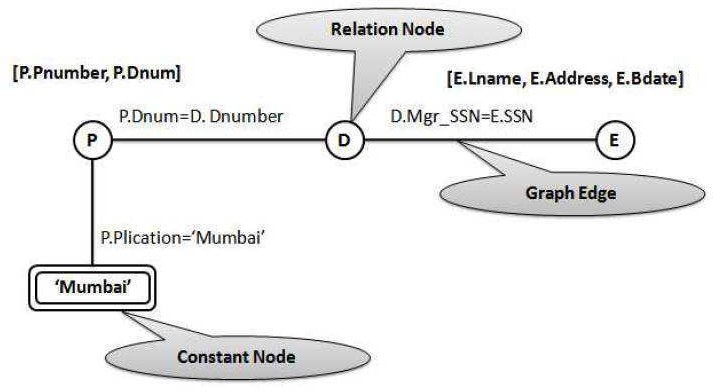 Relation Node
[P.Pnumber, P.Dnum]
[E.Lname, E.Address, E.Bdate]
P.Dnum=D. Dnumber
D.Mgr_SSN=E.SSN
P
D
E
Graph Edge
P.Plication=‘Mumbai’
‘Mumbai’
Constant Node